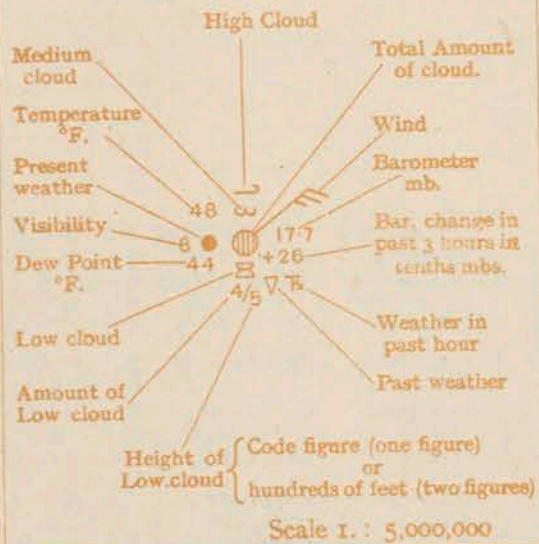 High Cloud
Medium
cloud
Total Amount
of cloud.
Temperature
°F.
Wind
Present
weather
Barometer
mb.
48
Visibility
8
17.7
Bar. change in
past 3 hours in
tenths mbs.
+26
Dew Point
°F.
44
4/5
Low cloud
Weather in
past hour
Amount of
Low cloud
Past weather
Height of
Low.cloud
Code figure (one figure)
or
hundreds of feet (two figures)
Scale 1. : 5,000,000